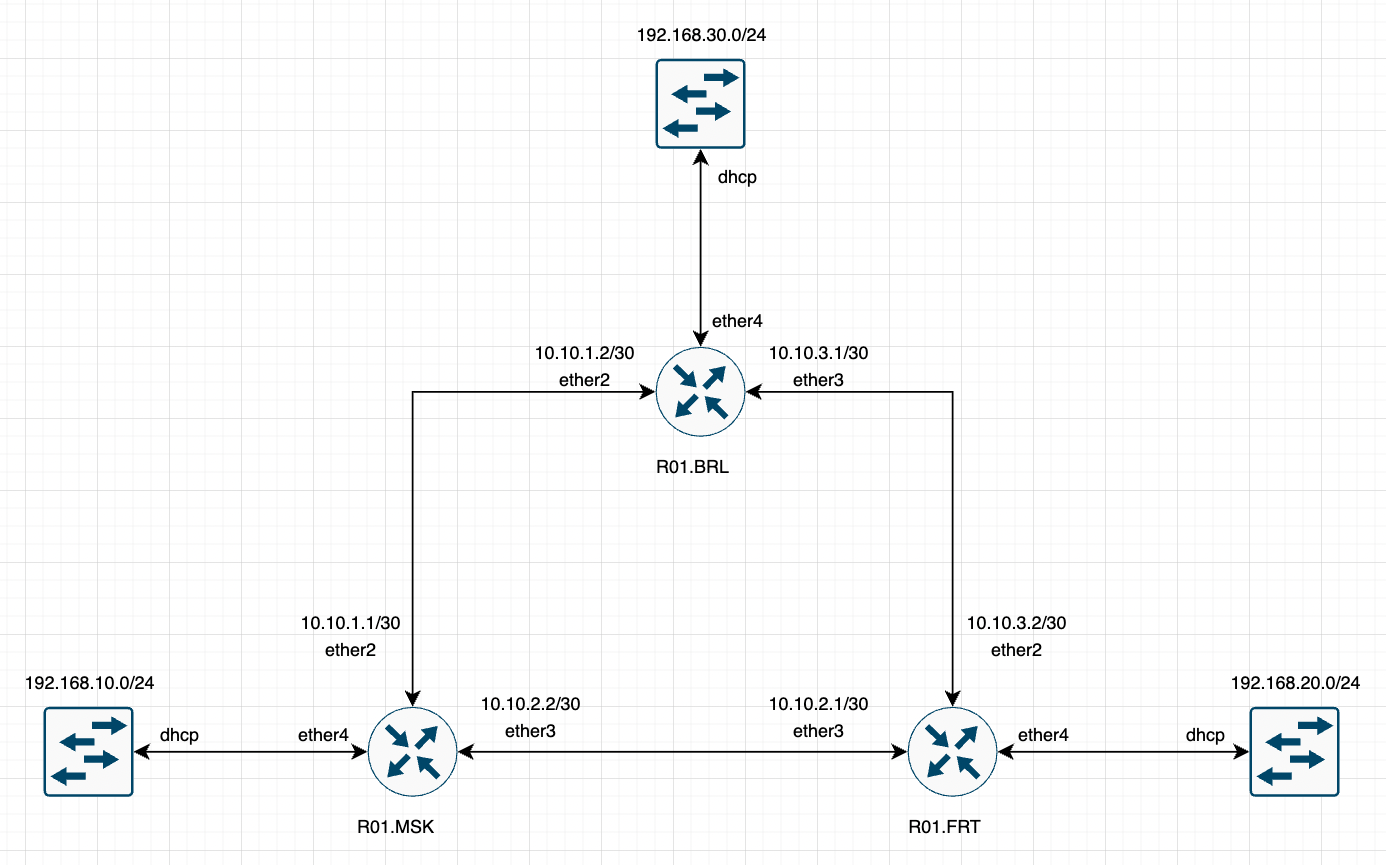 192.168.30.0/24
dhcp
ether4
10.10.1.2/30
ether2
10.10.3.1/30
ether3
R01.BRL
10.10.1.1/30
ether2
10.10.3.2/30
ether2
192.168.10.0/24
dhcp
ether4
10.10.2.2/30
ether3
10.10.2.1/30
ether3
192.168.20.0/24
ether4
dhcp
R01.MSK
R01.FRT